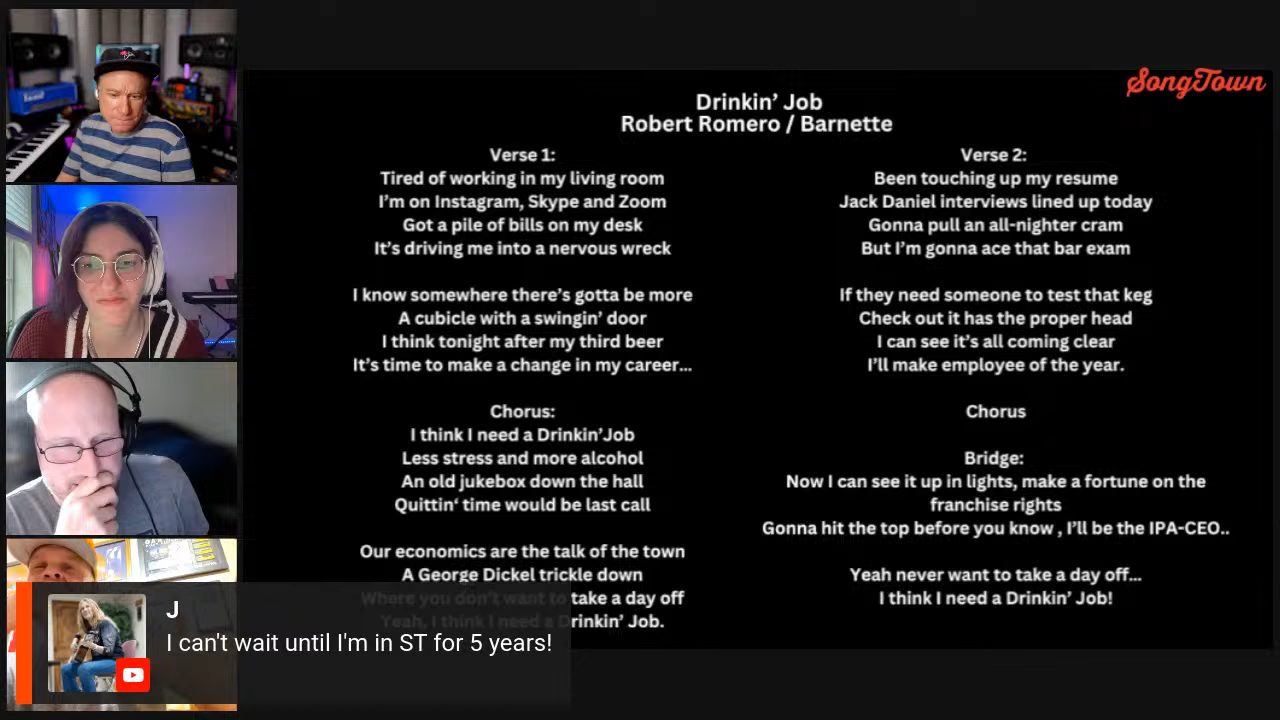 SongTown
Drinkin' Job
Robert Romero / Barnette
Verse 1:
Tired of working in my living room
I'm on Instagram, Skype and Zoom
Got a pile of bills on my desk
It's driving me into a nervous wreck
I know somewhere there's gotta be more
A cubicle with a swingin' door
I think tonight after my third beer
It's time to make a change in my career...
Chorus:
I think I need a Drinkin'Job
Less stress and more alcohol
An old jukebox down the hall
Quittin' time would be last call
Our economics are the talk of the town
A George Dickel trickle down
Where you don't want to take a day off
Yeah, I think I need a Drinkin' Job.
Verse 2:
Been touching up my resume
Jack Daniel interviews lined up today
Gonna pull an all-nighter cram
But I'm gonna ace that bar exam
If they need someone to test that keg
Check out it has the proper head
I can see it's all coming clear
I'll make employee of the year.
Chorus
Bridge:
Now I can see it up in lights, make a fortune on the
franchise rights
Gonna hit the top before you know , I'll be the IPA-CEO..
Yeah never want to take a day off...
I think I need a Drinkin' Job!
J
I can't wait until I'm in ST for 5 years!